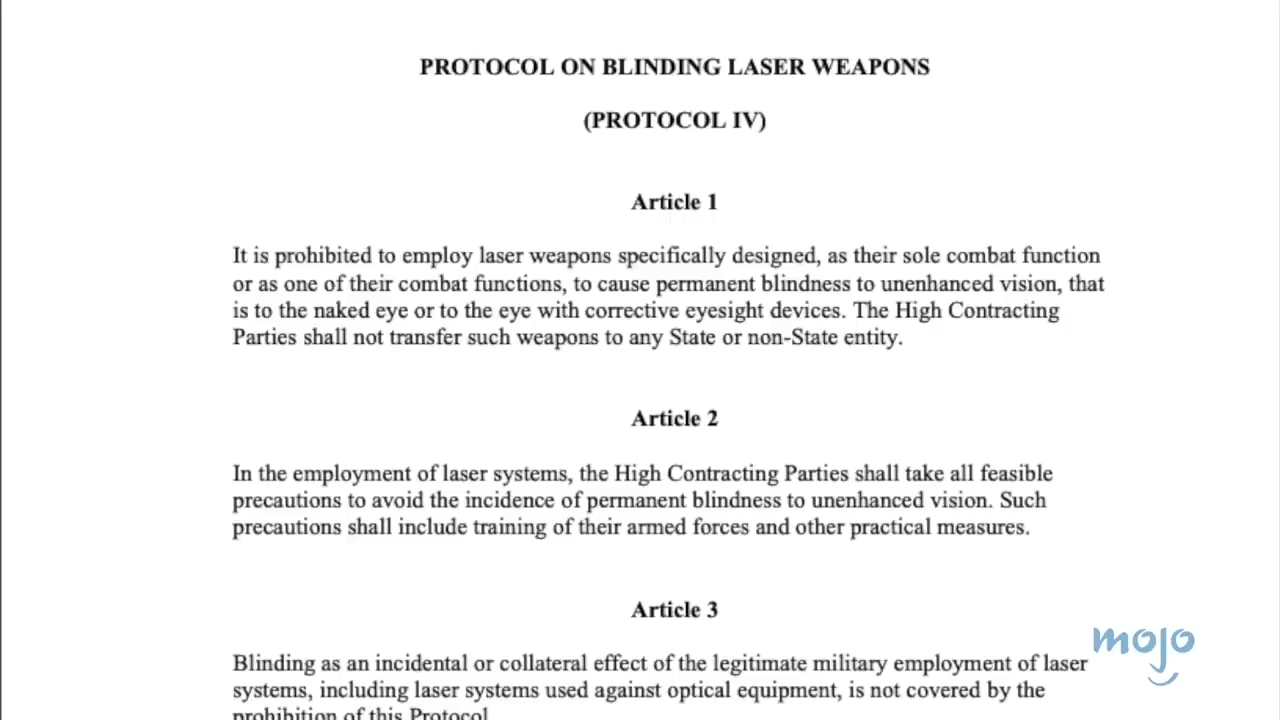 PROTOCOL ON BLINDING LASER WEAPONS
(PROTOCOL IV)
Article 1
It is prohibited to employ laser weapons specifically designed, as their sole combat function
or as one of their combat functions, to cause permanent blindness to unenhanced vision, that
is to the naked eye or to the eye with corrective eyesight devices. The High Contracting
Parties shall not transfer such weapons to any State or non-State entity.
Article 2
In the employment of laser systems, the High Contracting Parties shall take all feasible
precautions to avoid the incidence of permanent blindness to unenhanced vision. Such
precautions shall include training of their armed forces and other practical measures.
Article 3
mojo
Blinding as an incidental or collateral effect of the legitimate military employment of laser
systems, including laser systems used against optical equipment, is not covered by the
prohibition of this Protocol